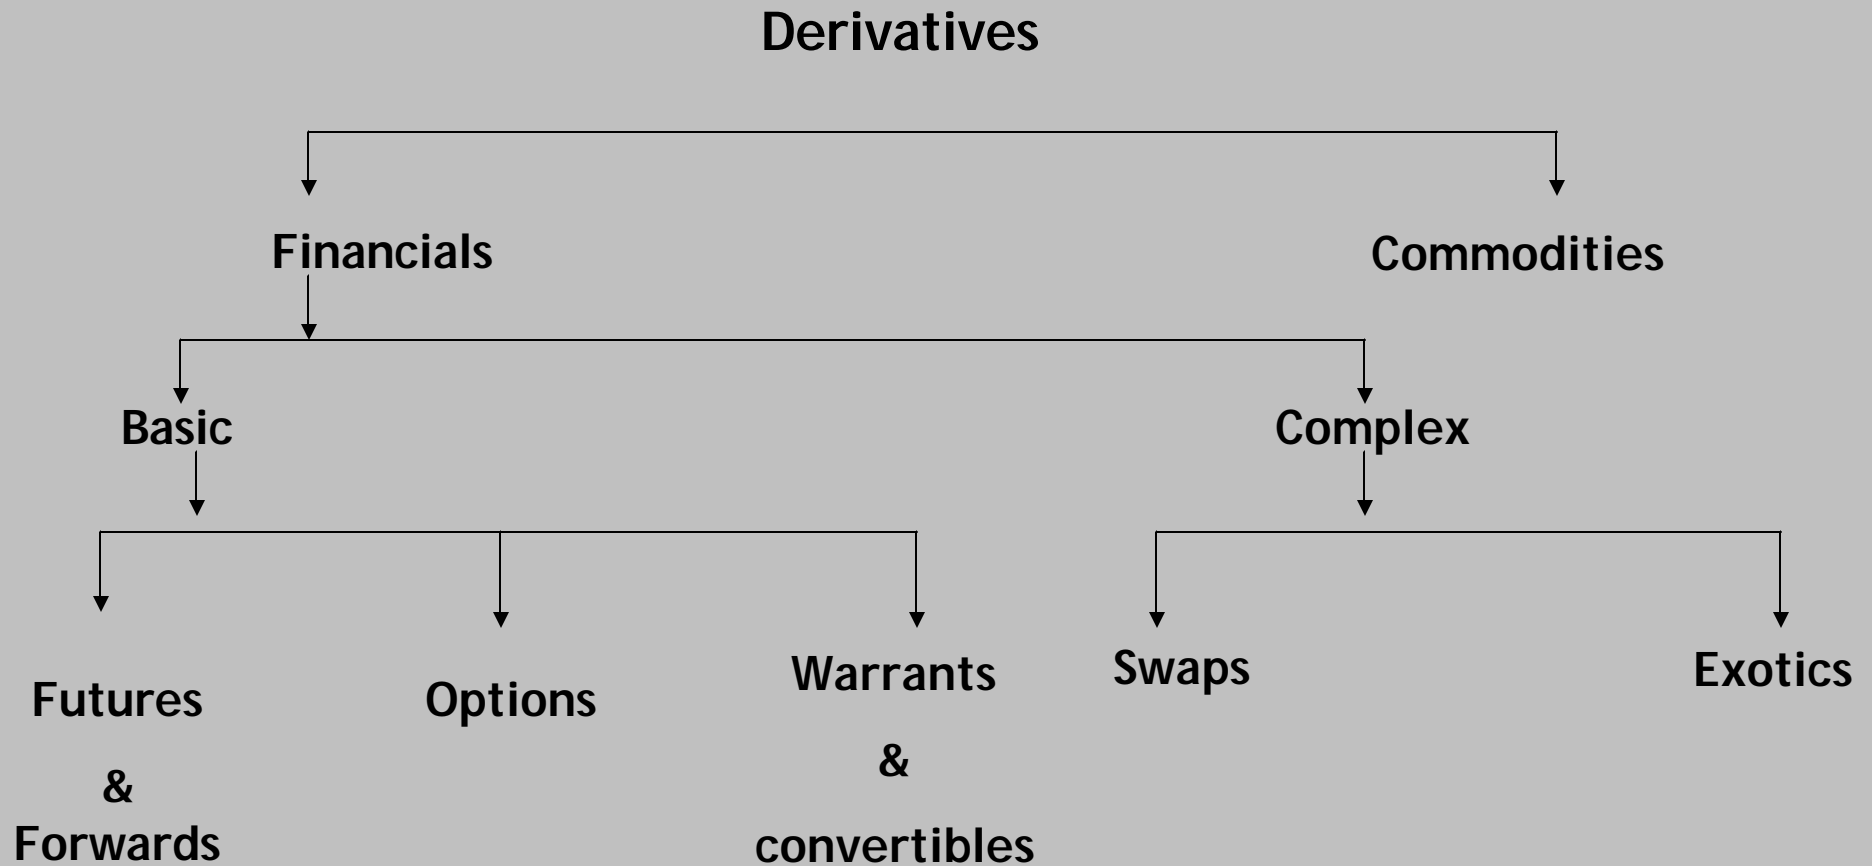 Derivatives
Financials
Commodities
Basic
Complex
Futures
&
Forwards
Options
Warrants
&
convertibles
Swaps
Exotics